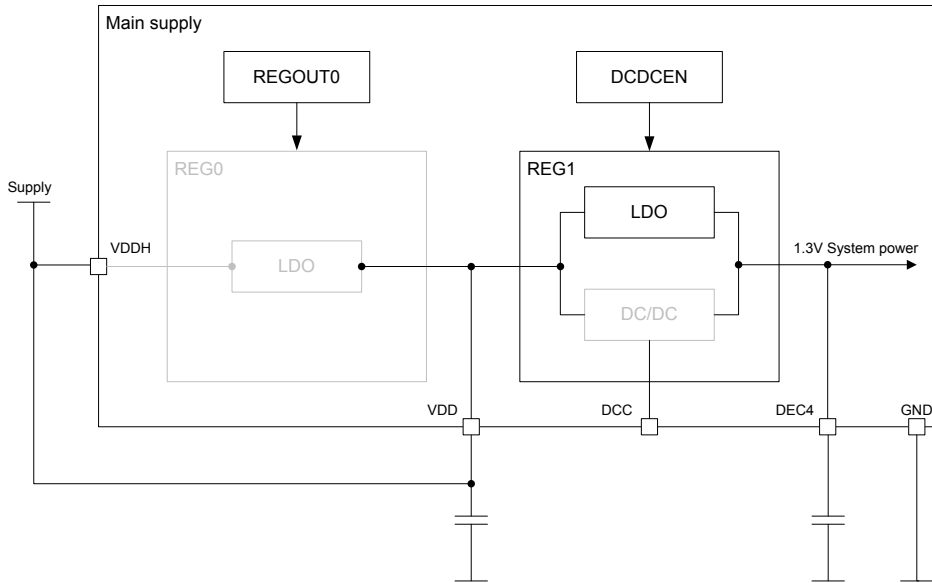 Main supply
REGOUT0
DCDCEN
REG0
REG1
Supply
LDO
VDDH
1.3V System power
LDO
DC/DC
VDD
DCC
DEC4
GND